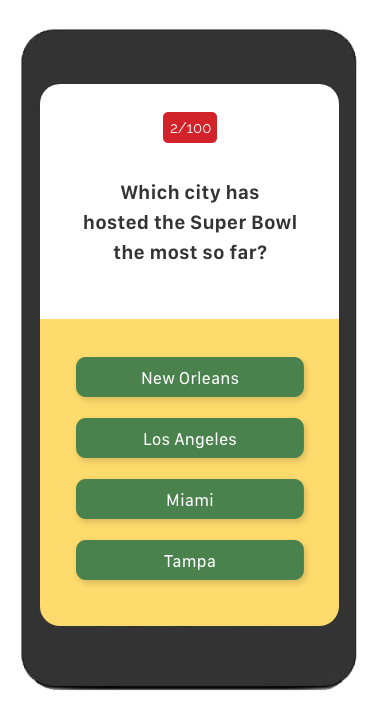 2/100
Which city has
hosted the Super Bowl
the most so far?
New Orleans
Los Angeles
Miami
Tampa